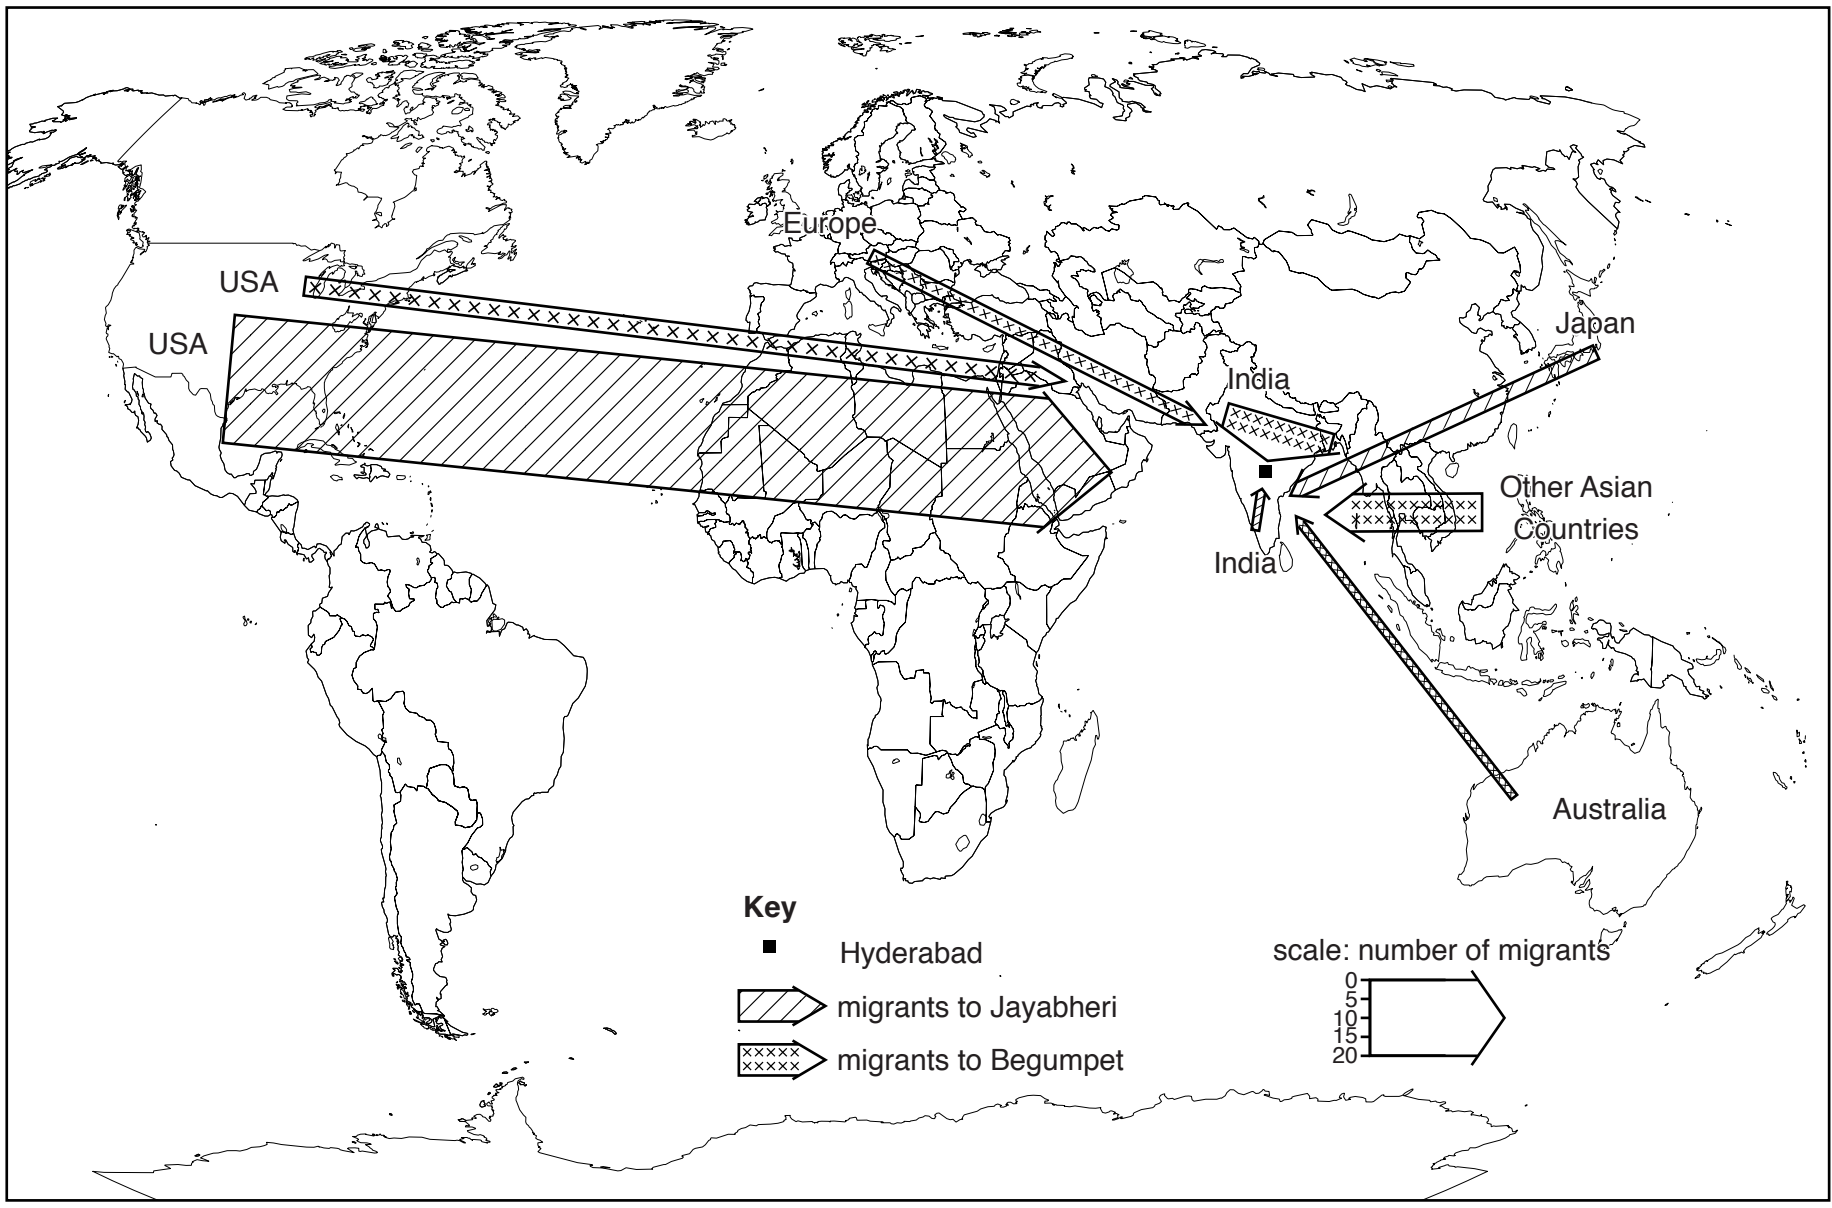 Europe
USA
USA
Japan
India
Other Asian
Countries
India
Australia
Key
Hyderabad
migrants to Jayabheri
migrants to Begumpet
scale: number of migrants
0
5
10
15
20